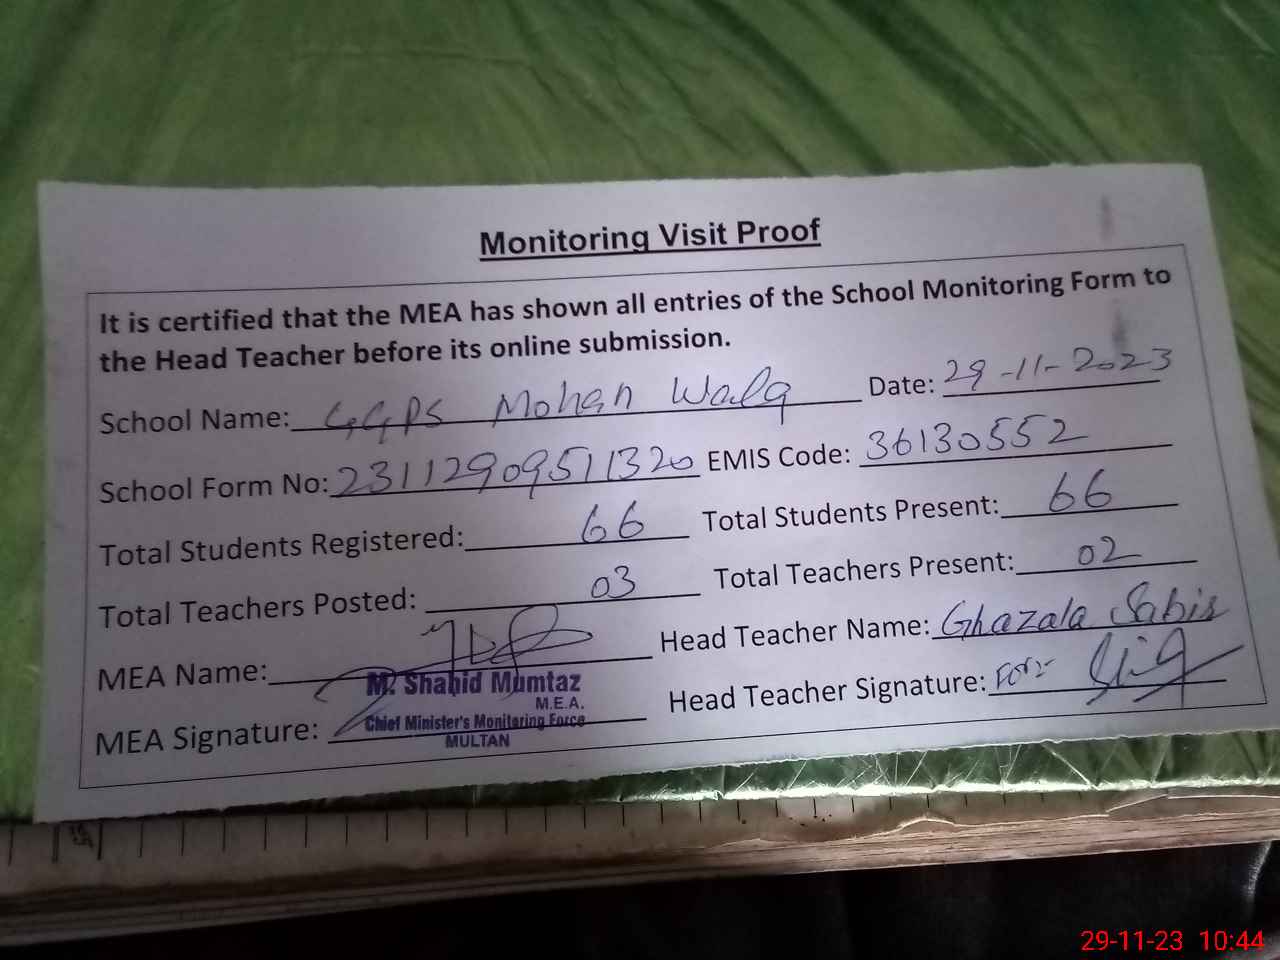 Monitoring Visit Proof
It is certified that the MEA has shown all entries of the School Monitoring Form to
the Head Teacher before its online submission.
School Name: GGPS Mohan Wala Date: 29-11-2023
School Form No: 23112909511320 EMIS Code: 36130552
Total Students Registered: 66 Total Students Present: 66
Total Teachers Posted: 03 Total Teachers Present: 02
MEA Name: Head Teacher Name: Ghazala Sabir
M. Shahid Mumtaz
M.E.A.
MEA Signature: Head Teacher Signature: For:-
Chief Minister's Monitoring Force
MULTAN
29-11-23 10:44